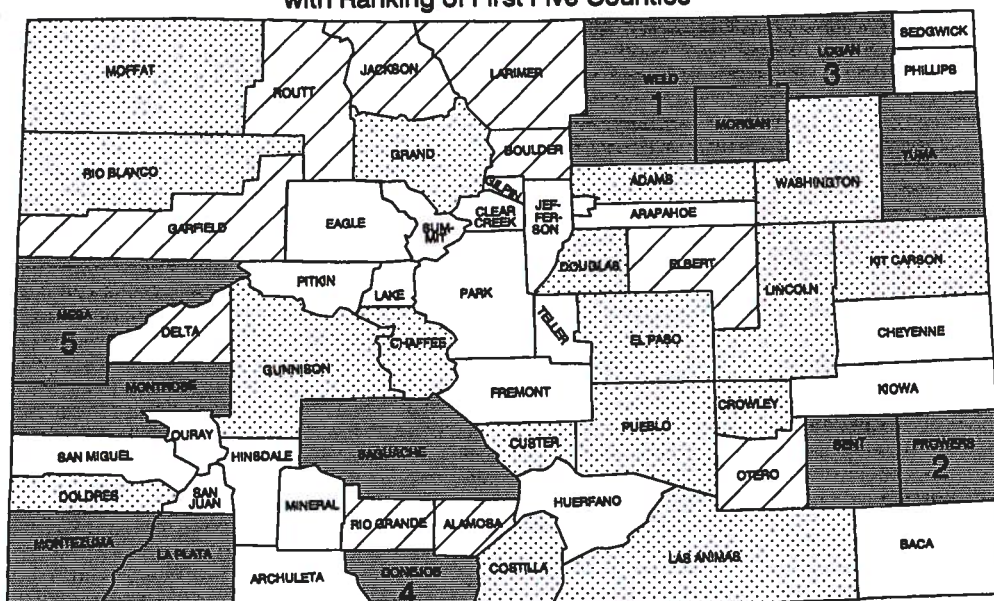 with Ranking of First Five Counties
MOFFAT
ROUTT
JACKSON
LARIMER
WELD
1
LOGAN
3
SEDGWICK
PHILLIPS
MORGAN
YUMA
RIO BLANCO
GRAND
BOULDER
GILPIN
ADAMS
WASHINGTON
GARFIELD
EAGLE
SUM-
MIT
CLEAR
CREEK
JEF-
FER-
SON
ARAPAHOE
DOUGLAS
ELBERT
LINCOLN
KIT CARSON
PITKIN
LAKE
PARK
MESA
5
DELTA
CHAFFEE
TELLER
EL PASO
CHEYENNE
GUNNISON
MONTROSE
FREMONT
KIOWA
CROWLEY
OURAY
SAN MIGUEL
HINSDALE
SAGUACHE
CUSTER
PUEBLO
OTERO
BENT
PROWERS
2
DOLDRES
SAN
JUAN
MINERAL
RIO GRANDE
ALAMOSA
HUERFANO
MONTEZUMA
LA PLATA
ARCHULETA
CONEJOS
4
COSTILLA
LAS ANIMAS
BACA